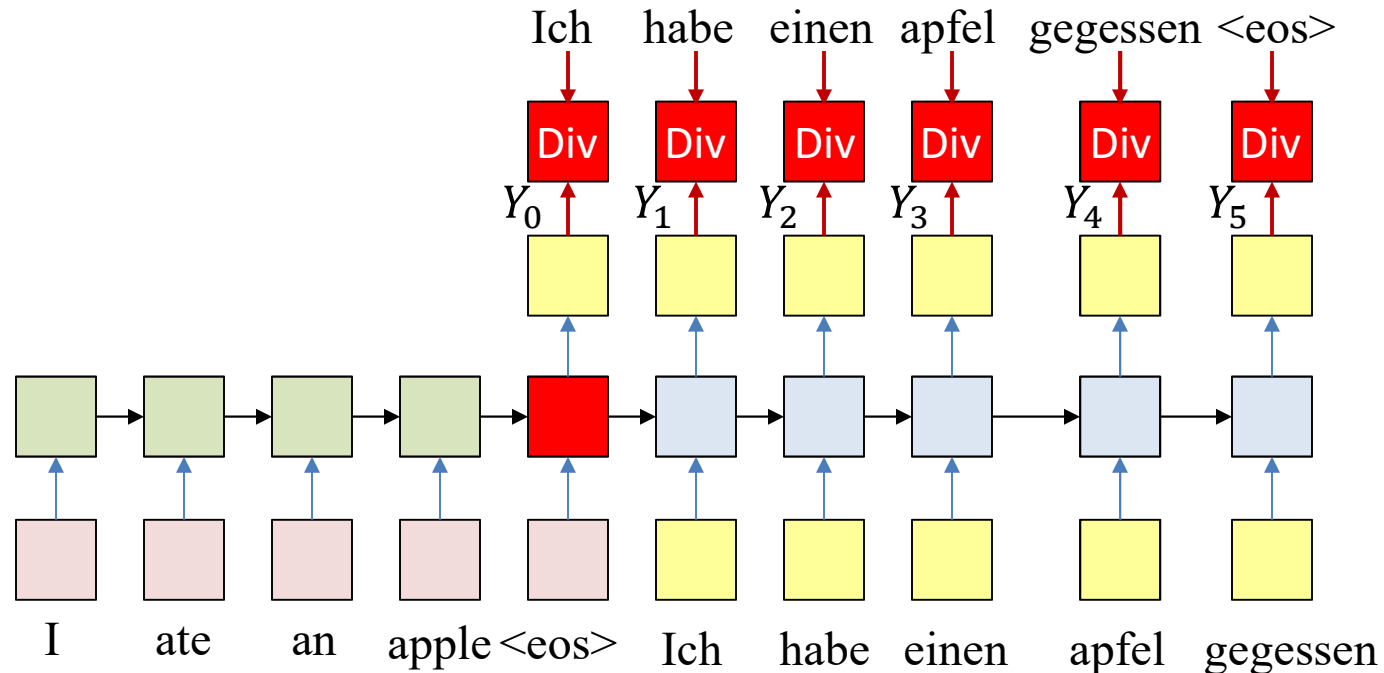 Ich habe einen apfel gegessen <eos>
Div Div Div Div Div Div
Y₀ Y₁ Y₂ Y₃ Y₄ Y₅
I ate an apple <eos> Ich habe einen apfel gegessen